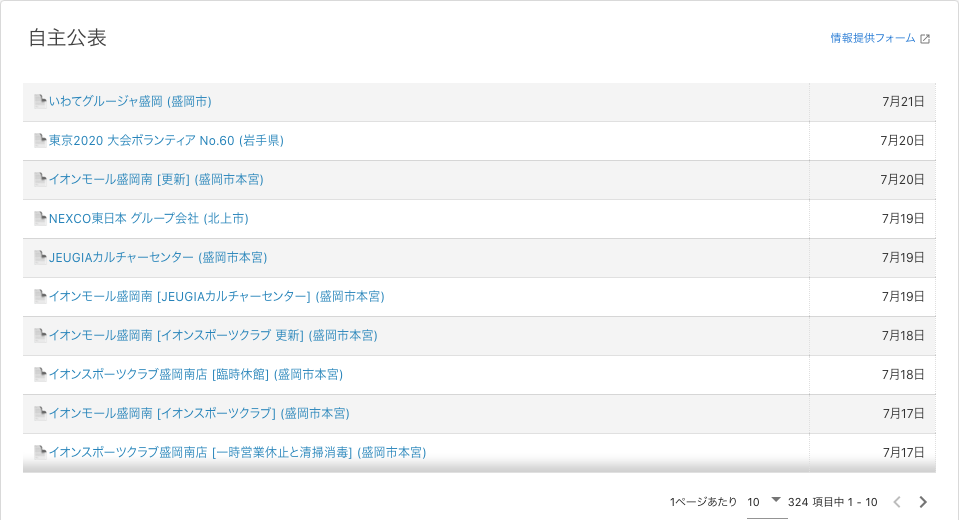 自主公表
情報提供フォーム
いわてグルージャ盛岡 (盛岡市) 7月21日
東京2020 大会ボランティア No.60 (岩手県) 7月20日
イオンモール盛岡南 [更新] (盛岡市本宮) 7月20日
NEXCO東日本 グループ会社 (北上市) 7月19日
JEUGIAカルチャーセンター (盛岡市本宮) 7月19日
イオンモール盛岡南 [JEUGIAカルチャーセンター] (盛岡市本宮) 7月19日
イオンモール盛岡南 [イオンスポーツクラブ 更新] (盛岡市本宮) 7月18日
イオンスポーツクラブ盛岡南店 [臨時休館] (盛岡市本宮) 7月18日
イオンモール盛岡南 [イオンスポーツクラブ] (盛岡市本宮) 7月17日
イオンスポーツクラブ盛岡南店 [一時営業休止と清掃消毒] (盛岡市本宮) 7月17日
1ページあたり 10 324 項目中 1 - 10